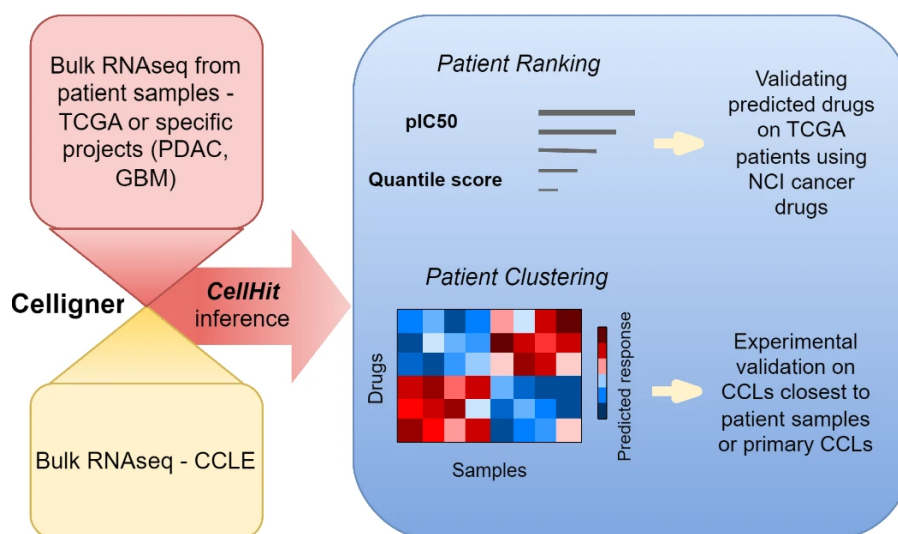 Bulk RNAseq from
patient samples -
TCGA or specific
projects (PDAC,
GBM)
Celligner
CellHit
inference
Bulk RNAseq - CCLE
Patient Ranking
pIC50
Quantile score
Validating
predicted drugs
on TCGA
patients using
NCI cancer
drugs
Patient Clustering
Drugs
Samples
Predicted response
Experimental
validation on
CCLs closest to
patient samples
or primary CCLs